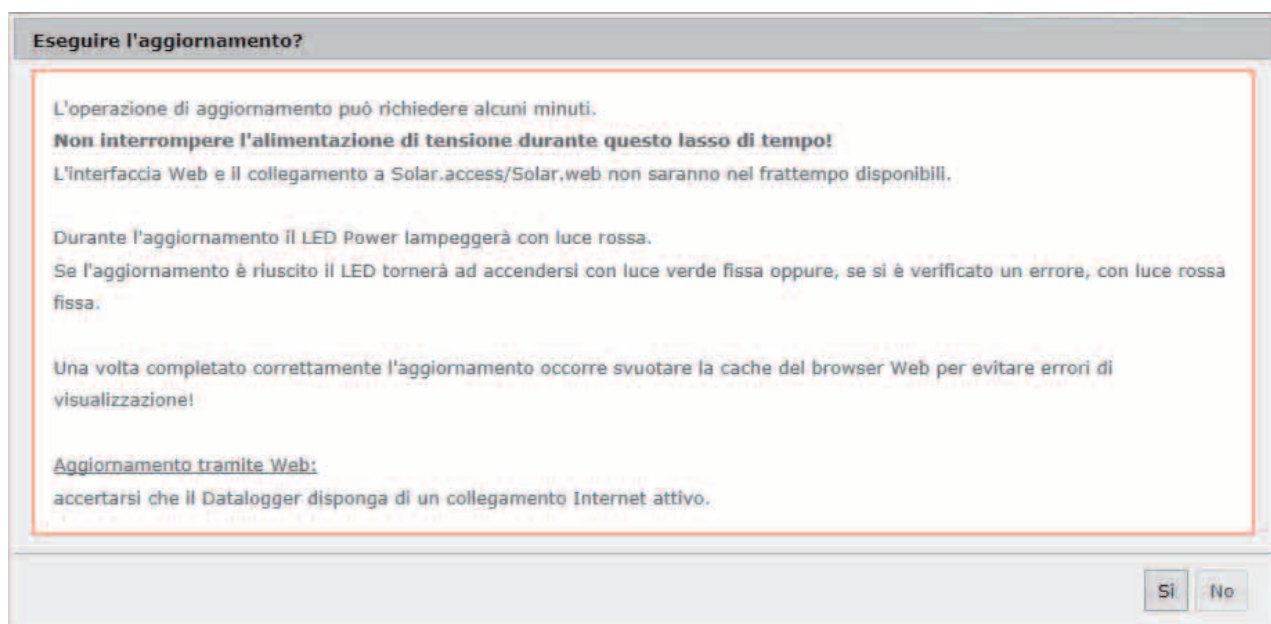 Eseguire l'aggiornamento?
L'operazione di aggiornamento può richiedere alcuni minuti.
Non interrompere l'alimentazione di tensione durante questo lasso di tempo!
L'interfaccia Web e il collegamento a Solar.access/Solar.web non saranno nel frattempo disponibili.
Durante l'aggiornamento il LED Power lampeggerà con luce rossa.
Se l'aggiornamento è riuscito il LED tornerà ad accendersi con luce verde fissa oppure, se si è verificato un errore, con luce rossa
fissa.
Una volta completato correttamente l'aggiornamento occorre svuotare la cache del browser Web per evitare errori di
visualizzazione!
Aggiornamento tramite Web:
accertarsi che il Datalogger disponga di un collegamento Internet attivo.
Sì No